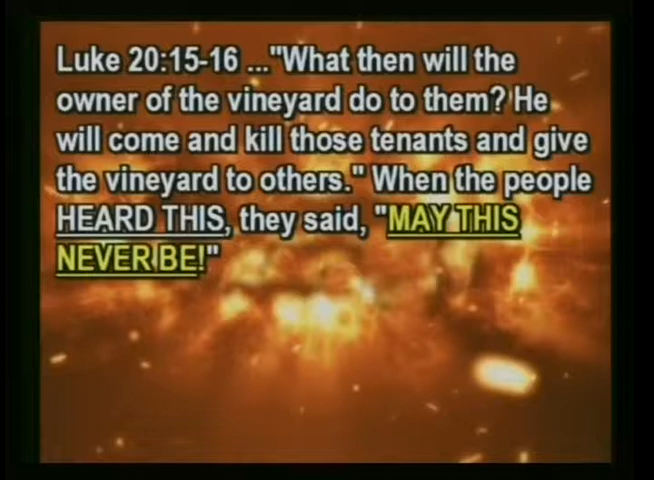 Luke 20:15-16 ..."What then will the
owner of the vineyard do to them? He
will come and kill those tenants and give
the vineyard to others." When the people
HEARD THIS, they said, "MAY THIS
NEVER BE!"